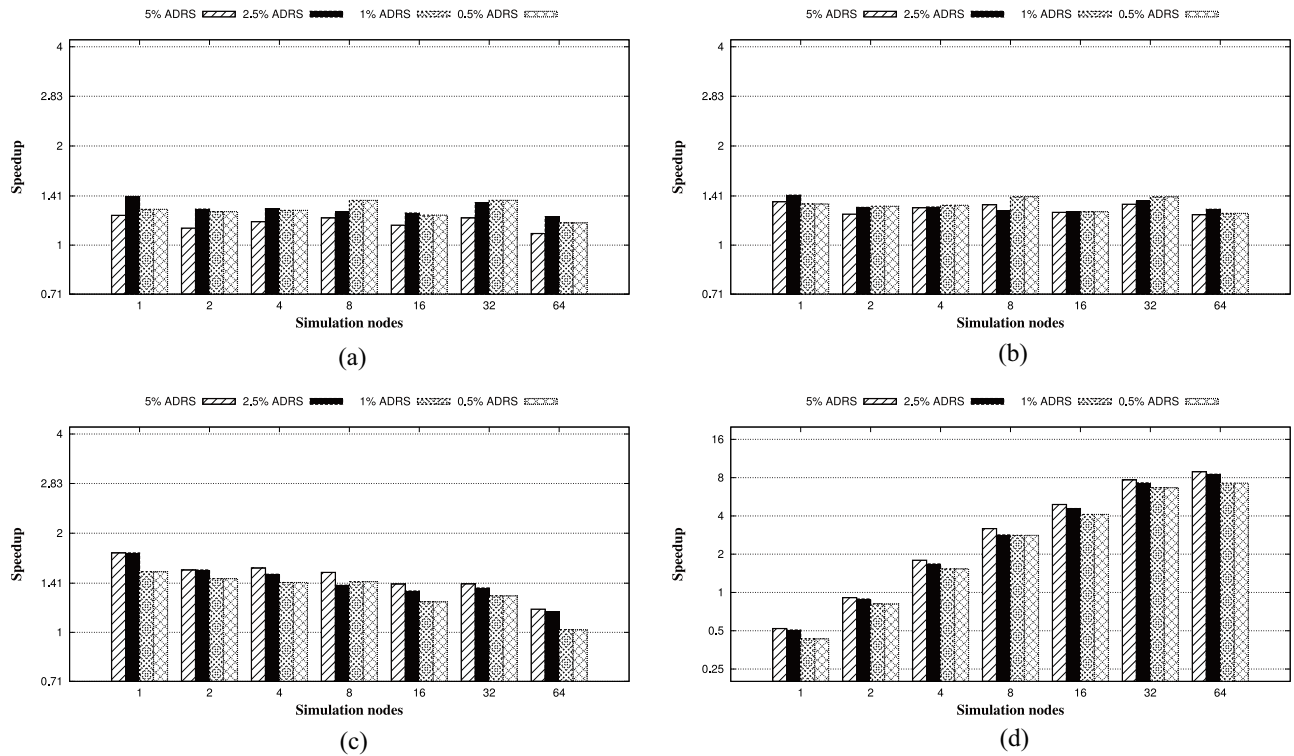 5% ADRS 2.5% ADRS 1% ADRS 0.5% ADRS
4
2.83
2
1.41
1
0.71
Speedup
1 2 4 8 16 32 64
Simulation nodes
(a)
5% ADRS 2.5% ADRS 1% ADRS 0.5% ADRS
4
2.83
2
1.41
1
0.71
Speedup
1 2 4 8 16 32 64
Simulation nodes
(b)
5% ADRS 2.5% ADRS 1% ADRS 0.5% ADRS
4
2.83
2
1.41
1
0.71
Speedup
1 2 4 8 16 32 64
Simulation nodes
(c)
5% ADRS 2.5% ADRS 1% ADRS 0.5% ADRS
16
8
4
2
1
0.5
0.25
Speedup
1 2 4 8 16 32 64
Simulation nodes
(d)